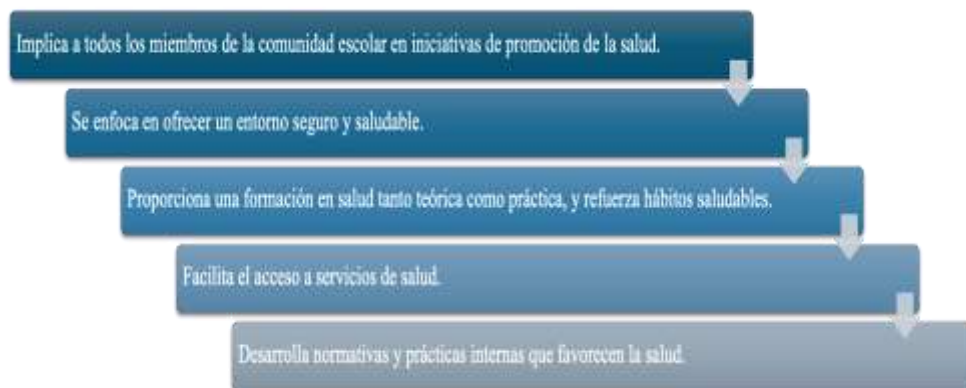 Implica a todos los miembros de la comunidad escolar en iniciativas de promoción de la salud.
Se enfoca en ofrecer un entorno seguro y saludable.
Proporciona una formación en salud tanto teórica como práctica, y refuerza hábitos saludables.
Facilita el acceso a servicios de salud.
Desarrolla normativas y prácticas internas que favorecen la salud.